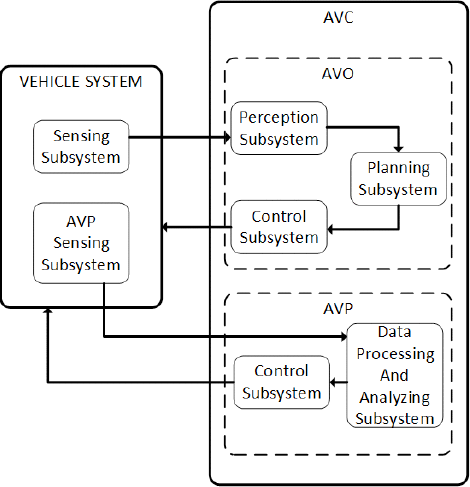 AVC
VEHICLE SYSTEM
Sensing
Subsystem
AVP
Sensing
Subsystem
AVO
Perception
Subsystem
Planning
Subsystem
Control
Subsystem
AVP
Data
Processing
And
Analyzing
Subsystem
Control
Subsystem